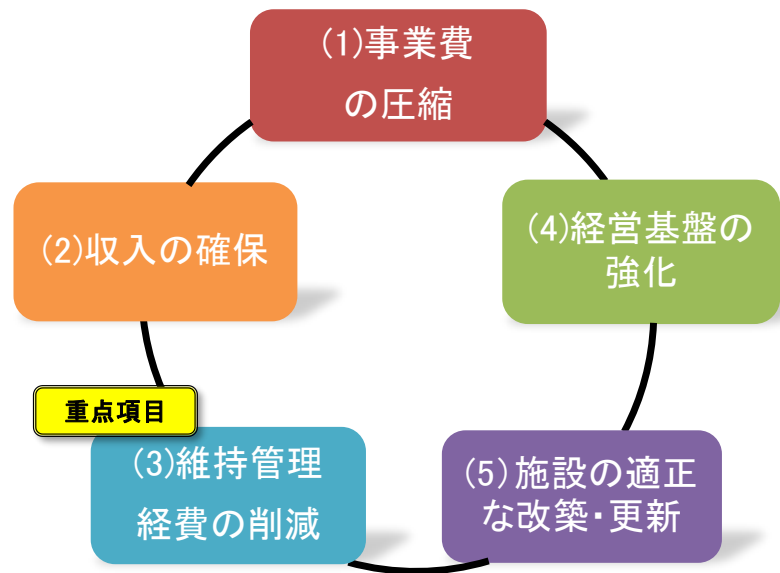 (1)事業費
の圧縮
(2)収入の確保
(4)経営基盤の
強化
重点項目
(3)維持管理
経費の削減
(5)施設の適正
な改築・更新